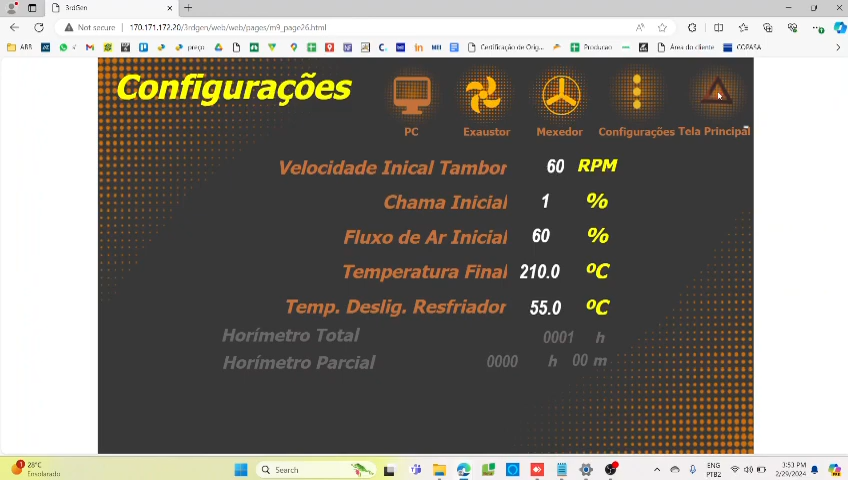 3rdGen
Not secure 170.171.172.20/3rdgen/web/web/pages/m9_page26.html
ABB
preço
Certificação de Orig...
Producao
Área do cliente
COPASA
Configurações
PC
Exaustor
Mexedor
Configurações
Tela Principal
Velocidade Inical Tambor 60 RPM
Chama Inicial 1 %
Fluxo de Ar Inicial 60 %
Temperatura Final 210.0 ºC
Temp. Deslig. Resfriador 55.0 ºC
Horímetro Total 0001 h
Horímetro Parcial 0000 h 00 m
28°C
Ensolarado
Search
ENG
PTB2
3:53 PM
2/29/2024